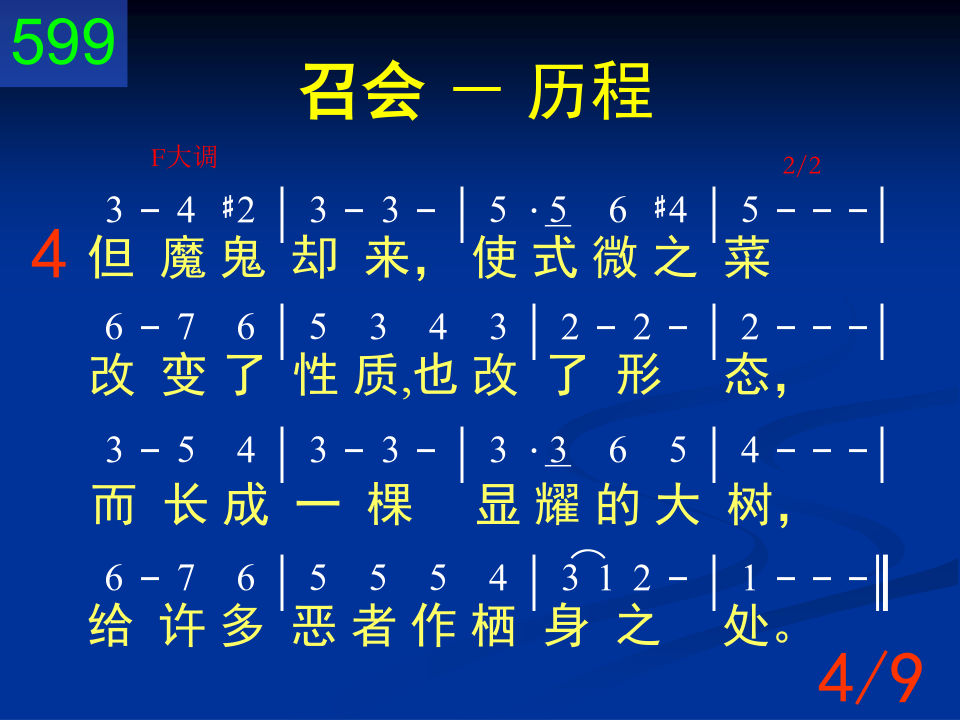 599
召会 － 历程
F大调 2/2
3 – 4 #2 | 3 – 3 – | 5 · 5 6 #4 | 5 – – – |
4 但 魔 鬼 却 来， 使 式 微 之 菜
6 – 7 6 | 5 3 4 3 | 2 – 2 – | 2 – – – |
改 变 了 性 质,也 改 了 形 态，
3 – 5 4 | 3 – 3 – | 3 · 3 6 5 | 4 – – – |
而 长 成 一 棵 显 耀 的 大 树，
6 – 7 6 | 5 5 5 4 | 3 1 2 – | 1 – – – ‖
给 许 多 恶 者 作 栖 身 之 处。
4/9